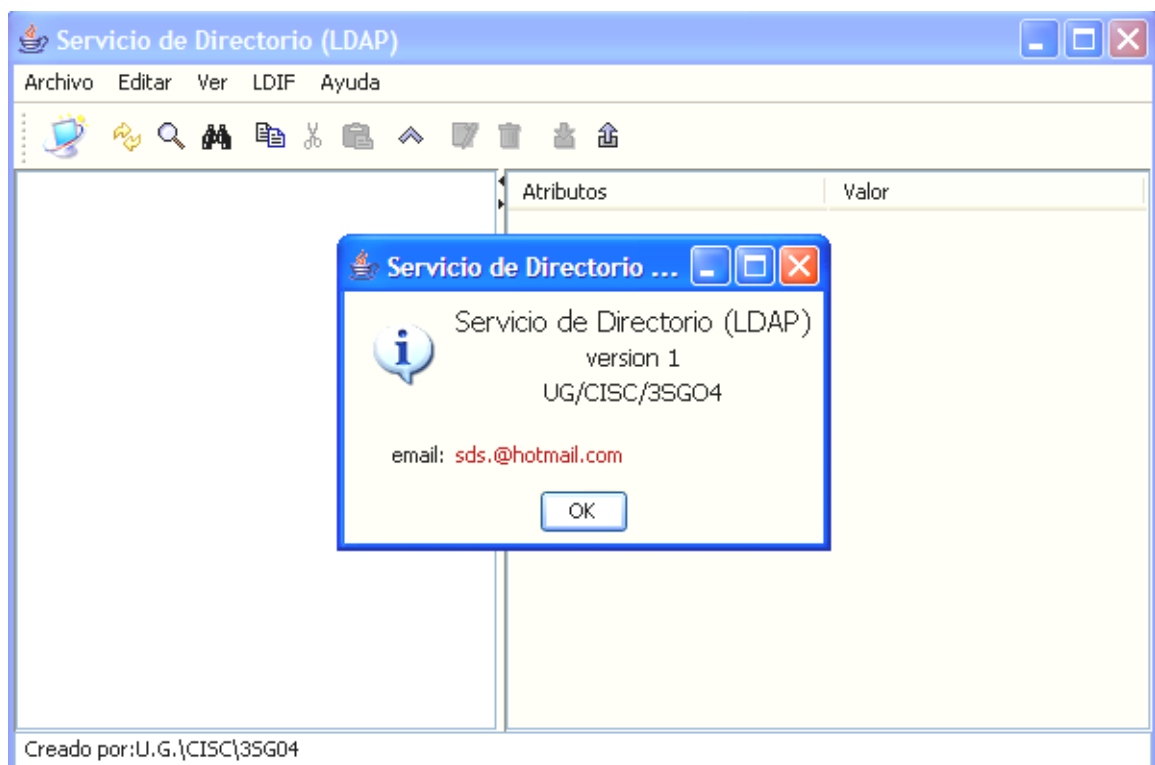 Servicio de Directorio (LDAP)
Archivo Editar Ver LDIF Ayuda
Atributos Valor
Servicio de Directorio ...
Servicio de Directorio (LDAP)
version 1
UG/CISC/3SGO4
email: sds.@hotmail.com
OK
Creado por:U.G.\CISC\3SG04